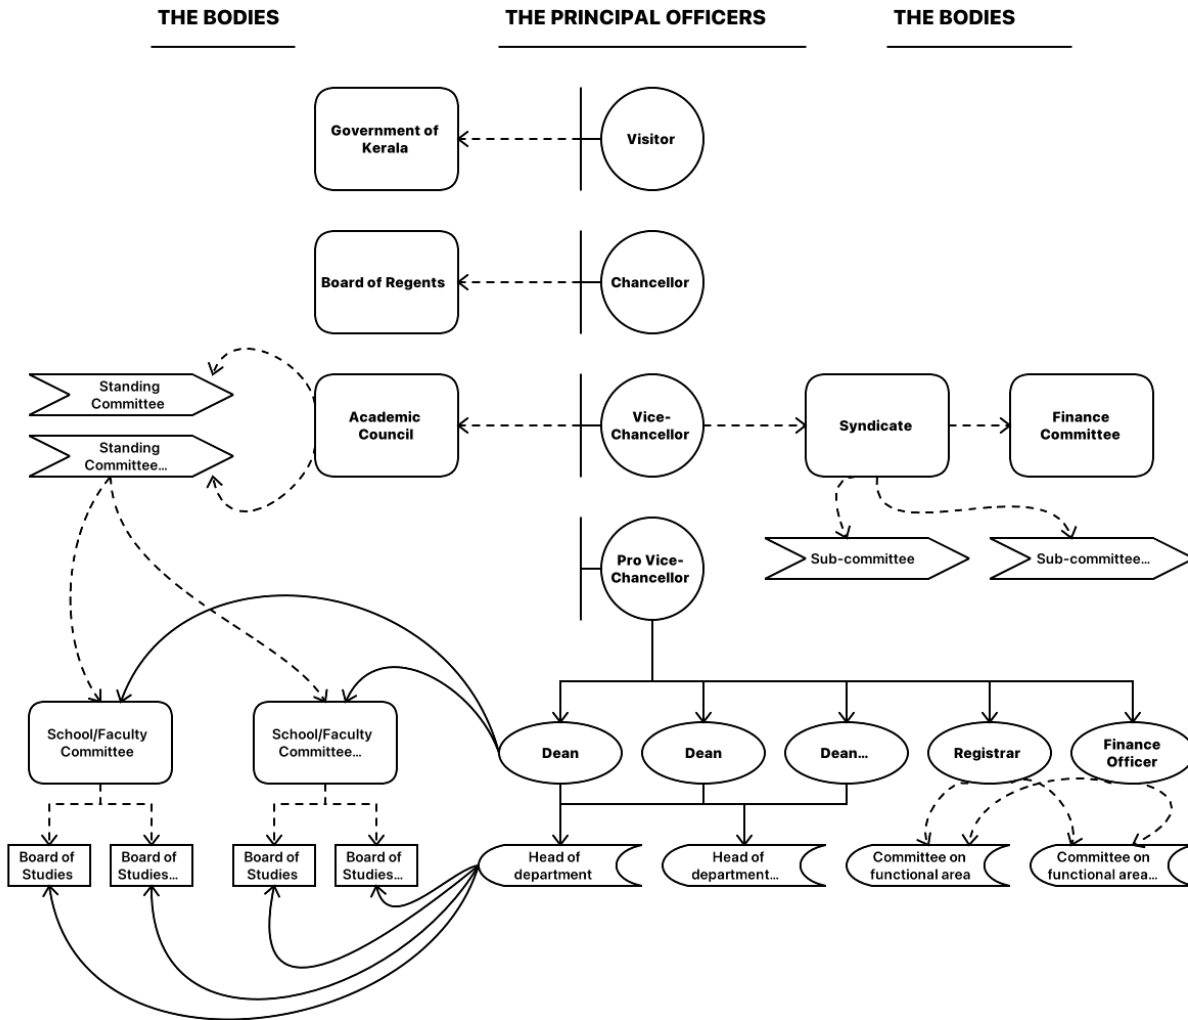 THE BODIES
THE PRINCIPAL OFFICERS
THE BODIES
Government of
Kerala
Visitor
Board of Regents
Chancellor
Standing
Committee
Standing
Committee...
Academic
Council
Vice-
Chancellor
Syndicate
Finance
Committee
Pro Vice-
Chancellor
Sub-committee
Sub-committee...
School/Faculty
Committee
School/Faculty
Committee...
Dean
Dean
Dean...
Registrar
Finance
Officer
Board of
Studies
Board of
Studies...
Board of
Studies
Board of
Studies...
Head of
department
Head of
department...
Committee on
functional area
Committee on
functional area...